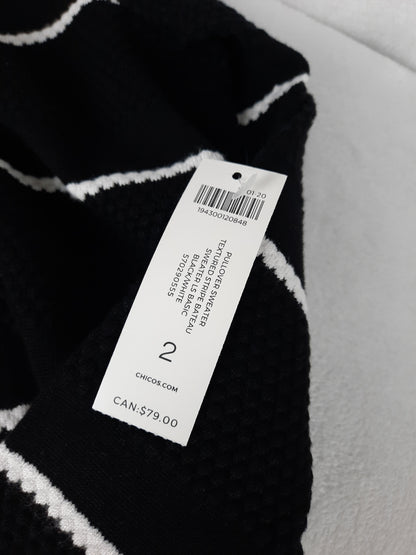 01-20
194300120848
PULLOVER SWEATER
TEXTURED STRIPE BATEAU
SWEATER LS BASIC
BLACK/WHITE
570290555
2
CHICOS.COM
CAN:$79.00